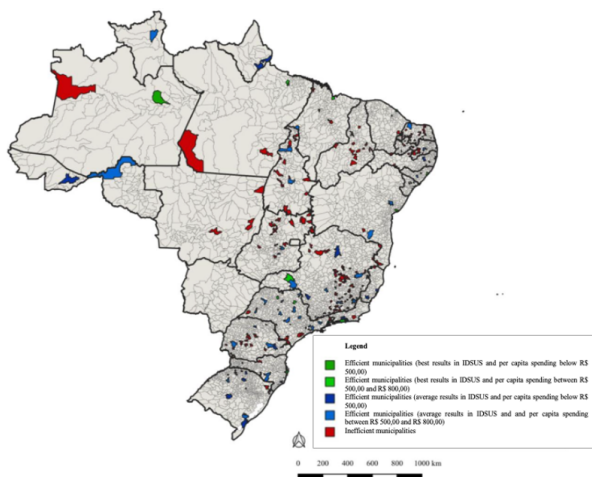 Legend
Efficient municipalities (best results in IDSUS and per capita spending below R$
500,00)
Efficient municipalities (best results in IDSUS and per capita spending between R$
500,00 and R$ 800,00)
Efficient municipalities (average results in IDSUS and per capita spending below R$
500,00)
Efficient municipalities (average results in IDSUS and and per capita spending
between R$ 500,00 and R$ 800,00)
Inefficient municipalities
0 200 400 600 800 1000 km